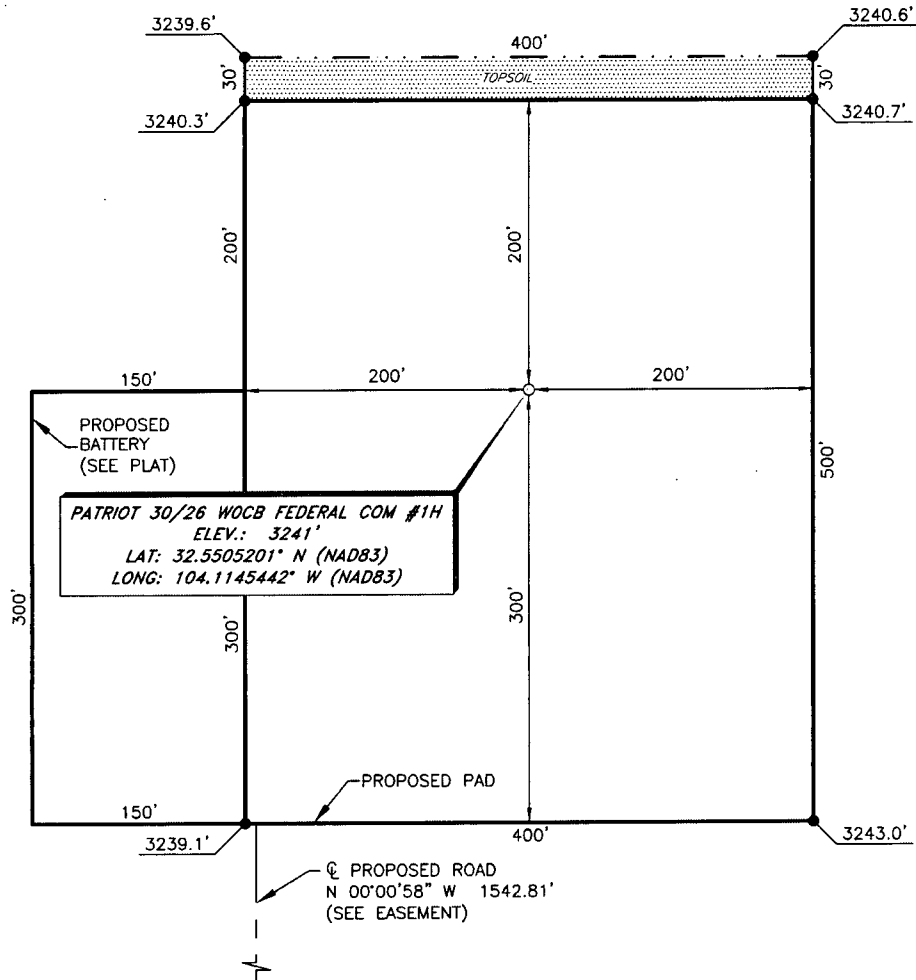 3239.6'
3240.6'
400'
30'
TOPSOIL
30'
3240.3'
3240.7'
200'
200'
150'
200'
200'
PROPOSED
BATTERY
(SEE PLAT)
500'
PATRIOT 30/26 WOCB FEDERAL COM #1H
ELEV.: 3241'
LAT: 32.5505201° N (NAD83)
LONG: 104.1145442° W (NAD83)
300'
300'
300'
PROPOSED PAD
150'
400'
3239.1'
3243.0'
℄ PROPOSED ROAD
N 00°00'58" W 1542.81'
(SEE EASEMENT)